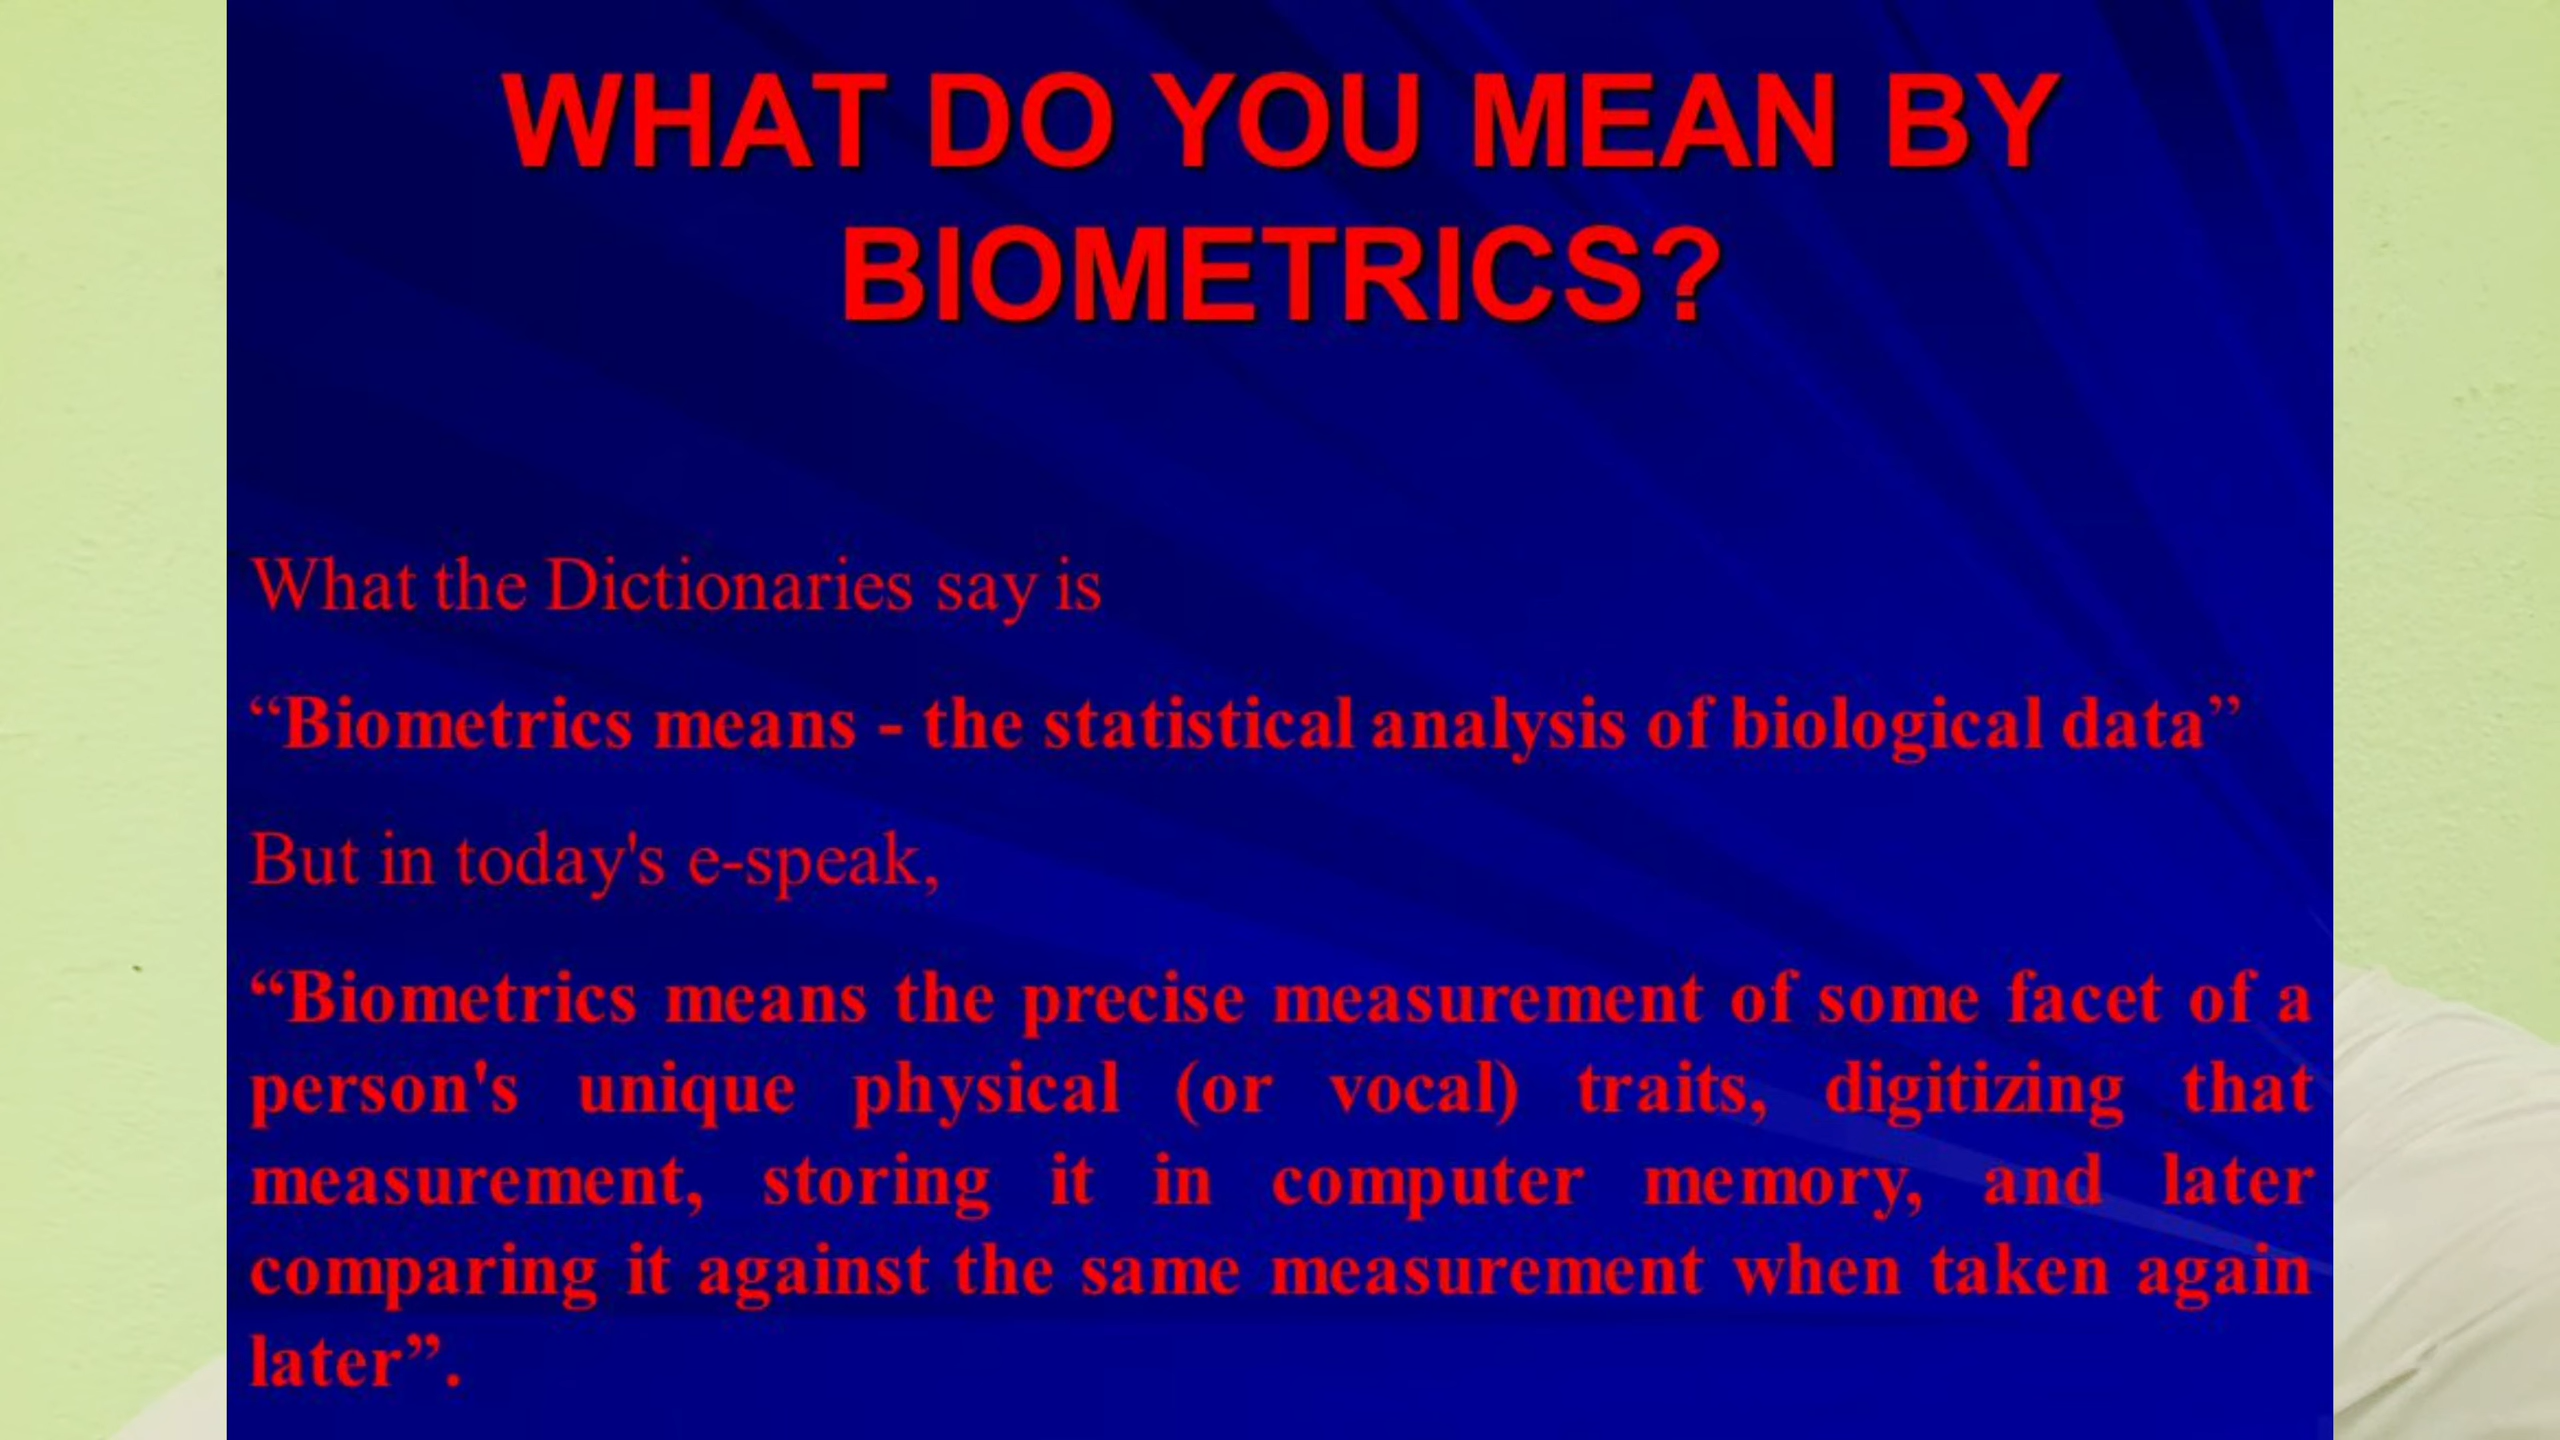 WHAT DO YOU MEAN BY
BIOMETRICS?
What the Dictionaries say is
“Biometrics means - the statistical analysis of biological data”
But in today's e-speak,
“Biometrics means the precise measurement of some facet of a
person's unique physical (or vocal) traits, digitizing that
measurement, storing it in computer memory, and later
comparing it against the same measurement when taken again
later”.